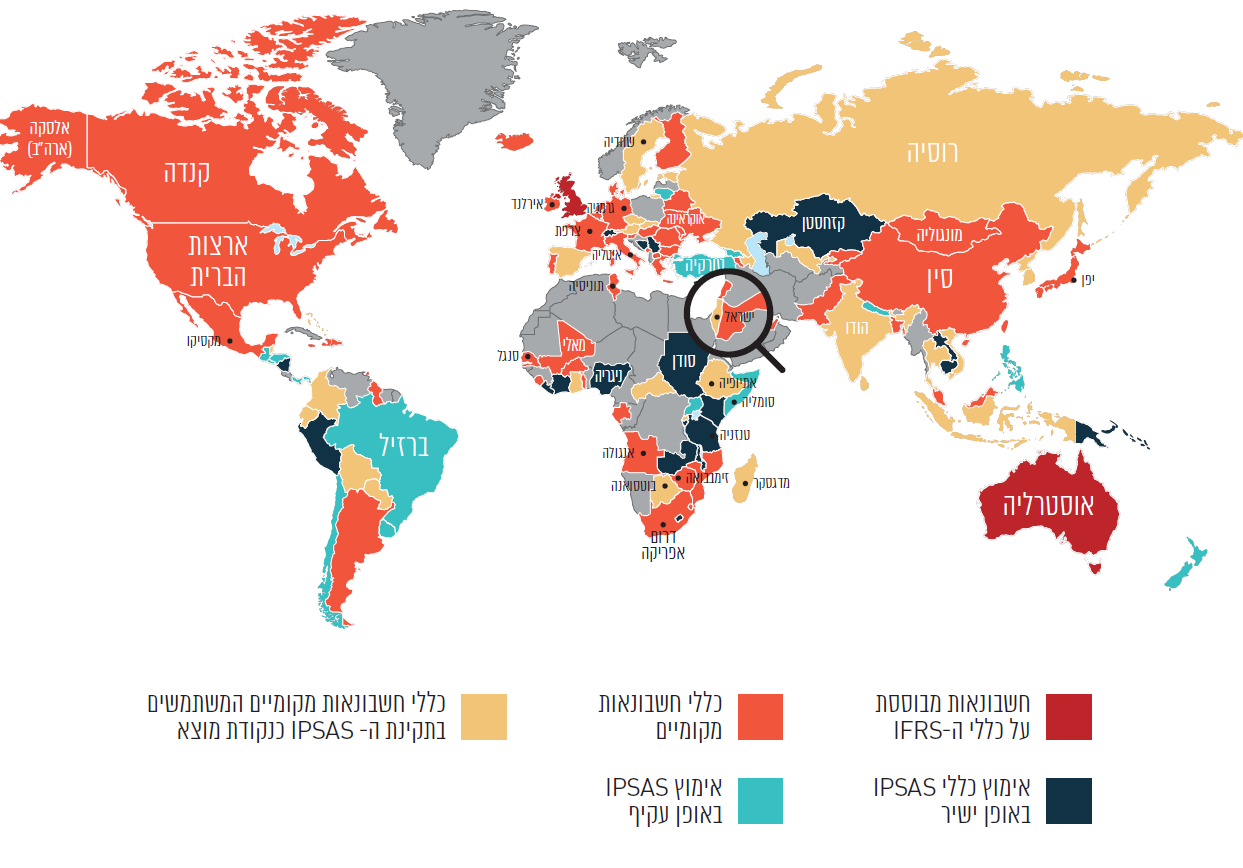 אלסקה
(ארה"ב)
קנדה
ארצות
הברית
מקסיקו
ברזיל
שוודיה
אירלנד
גרמניה
צרפת
איטליה
אוקראינה
טורקיה
תוניסיה
רוסיה
קזחסטן
מונגוליה
סין
יפן
הודו
ישראל
מאלי
סנגל
ניגריה
סודן
אתיופיה
סומליה
טנזניה
אנגולה
זימבבואה
בוטסואנה
מדגסקר
דרום
אפריקה
אוסטרליה
חשבונאות מבוססת
על כללי ה-IFRS
כללי חשבונאות
מקומיים
כללי חשבונאות מקומיים המשתמשים
בתקינת ה- IPSAS כנקודת מוצא
אימוץ כללי IPSAS
באופן ישיר
אימוץ IPSAS
באופן עקיף